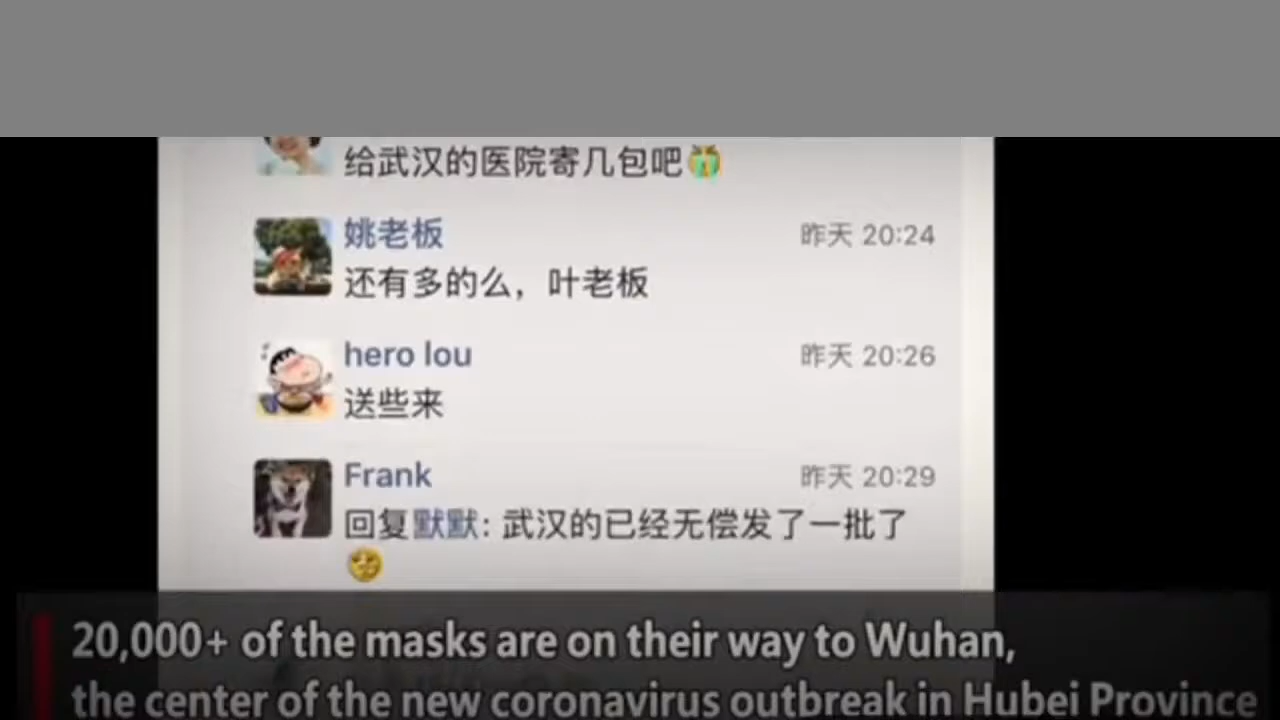 给武汉的医院寄几包吧
姚老板 昨天 20:24
还有多的么，叶老板
hero lou 昨天 20:26
送些来
Frank 昨天 20:29
回复默默: 武汉的已经无偿发了一批了
20,000+ of the masks are on their way to Wuhan,
the center of the new coronavirus outbreak in Hubei Province